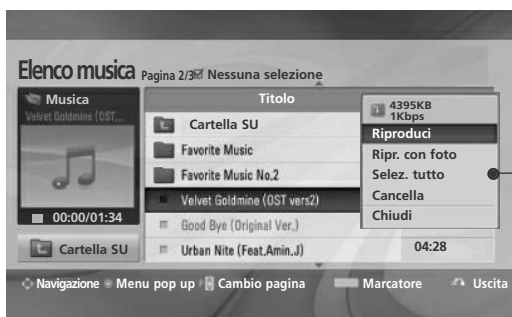 Elenco musica Pagina 2/3 Nessuna selezione
Musica
Velvet Goldmine (OST...
00:00/01:34
Cartella SU
Titolo
Cartella SU
Favorite Music
Favorite Music No.2
Velvet Goldmine (OST vers2)
Good Bye (Original Ver.)
Urban Nite (Feat.Amin.J)
04:28
4395KB
1Kbps
Riproduci
Ripr. con foto
Selez. tutto
Cancella
Chiudi
Navigazione Menu pop up Cambio pagina Marcatore Uscita